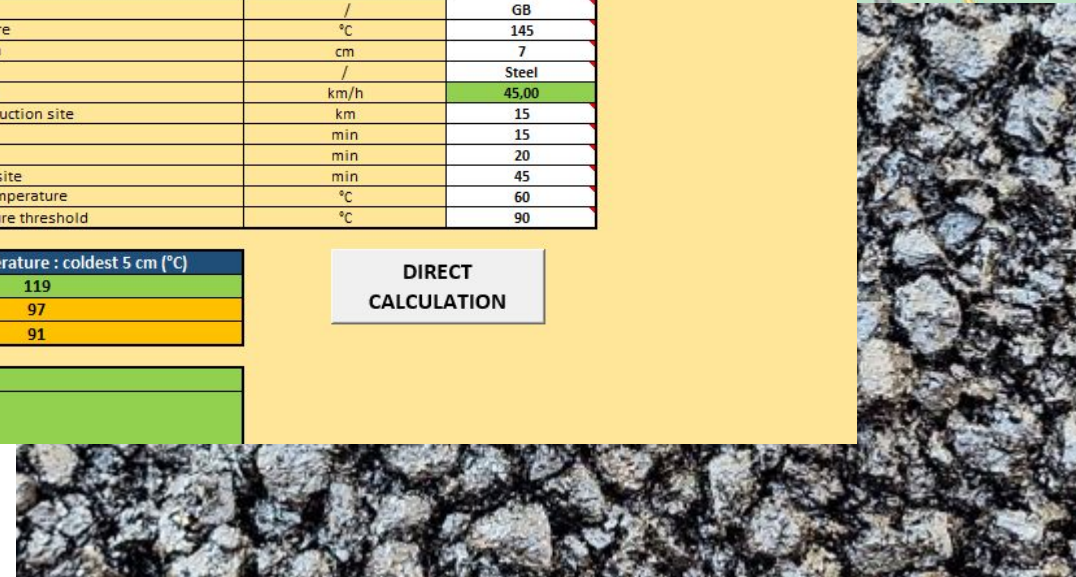 / GB
re °C 145
cm 7
/ Steel
km/h 45,00
uction site km 15
min 15
min 20
site min 45
mperature °C 60
re threshold °C 90
erature : coldest 5 cm (°C)
119
97
91
DIRECT
CALCULATION